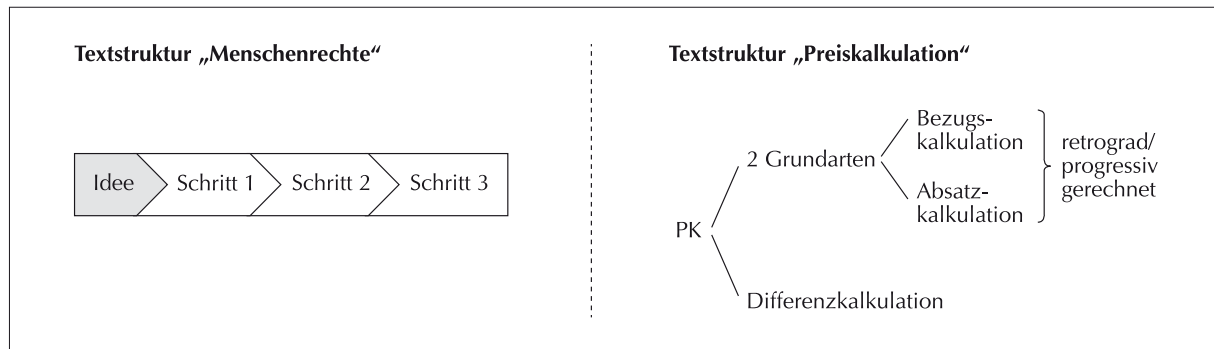 Textstruktur „Menschenrechte“
Idee
Schritt 1
Schritt 2
Schritt 3
Textstruktur „Preiskalkulation“
PK
2 Grundarten
Bezugs-
kalkulation
Absatz-
kalkulation
retrograd/
progressiv
gerechnet
Differenzkalkulation